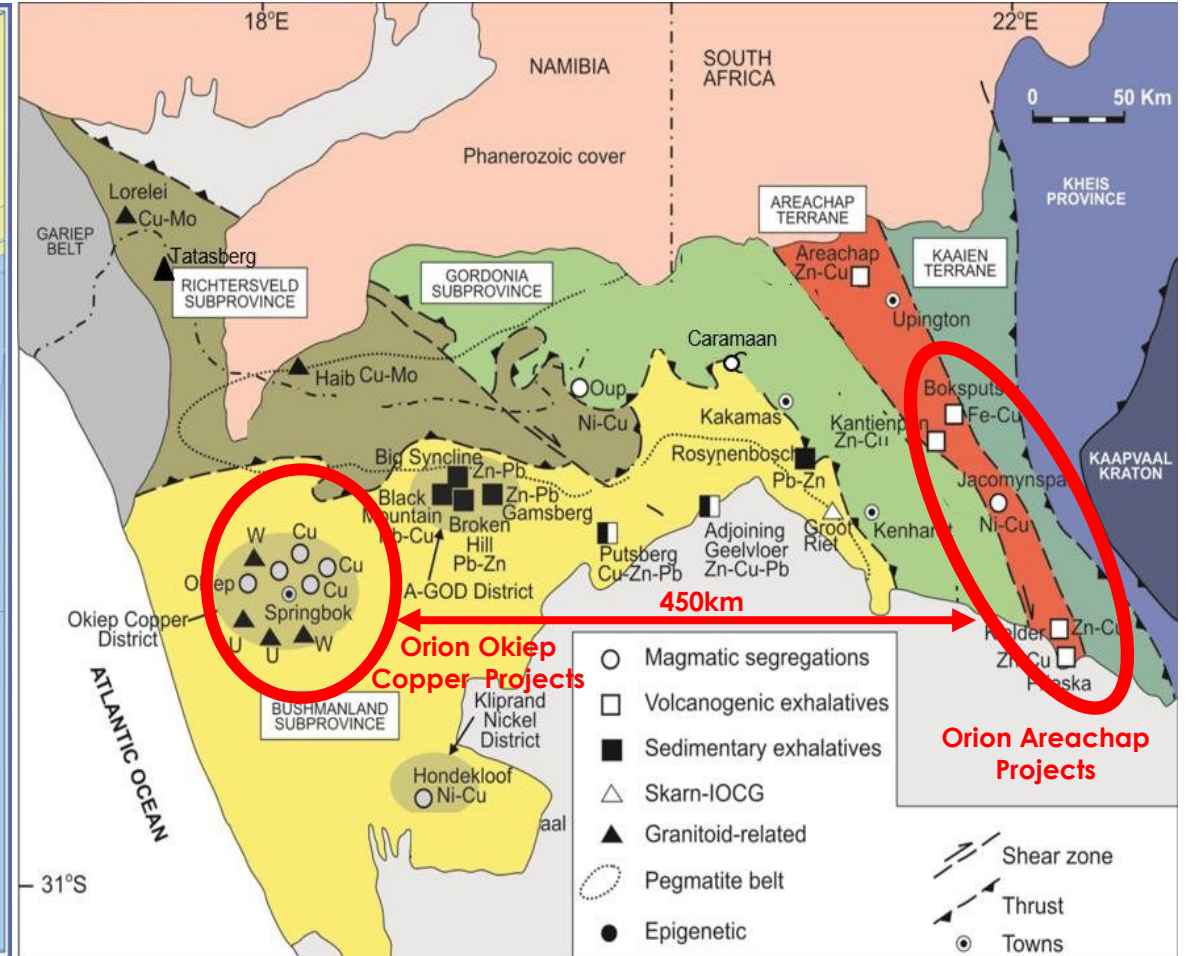 18°E
22°E
NAMIBIA
SOUTH
AFRICA
0 50 Km
Phanerozoic cover
KHEIS
PROVINCE
Lorelei
Cu-Mo
GARIEP
BELT
Tatasberg
RICHTERSVELD
SUBPROVINCE
GORDONIA
SUBPROVINCE
AREACHAP
TERRANE
Areachap
Zn-Cu
KAAIEN
TERRANE
Upington
Caramaan
Haib Cu-Mo
Oup
Ni-Cu
Kakamas
Boksputs
Fe-Cu
Kantienpan
Zn-Cu
KAAPVAAL
KRATON
Rosynenbosch
Pb-Zn
Big Syncline
Zn-Pb
Black
Mountain
Pb-Cu
Broken
Hill
Pb-Zn
Zn-Pb
Gamsberg
Jacomynspan
Ni-Cu
Groot
Riet
Kenhardt
Putsberg
Cu-Zn-Pb
Adjoining
Geelvloer
Zn-Cu-Pb
W
Cu
Cu
Okiep
Cu
Springbok
U
U
W
A-GOD District
Okiep Copper
District
450km
Orion Okiep
Copper Projects
BUSHMANLAND
SUBPROVINCE
Kielder
Zn-Cu
Zn-Cu
Prieska
Orion Areachap
Projects
Kliprand
Nickel
District
Hondekloof
Ni-Cu
aal
ATLANTIC OCEAN
31°S
Magmatic segregations
Volcanogenic exhalatives
Sedimentary exhalatives
Skarn-IOCG
Granitoid-related
Pegmatite belt
Epigenetic
Shear zone
Thrust
Towns